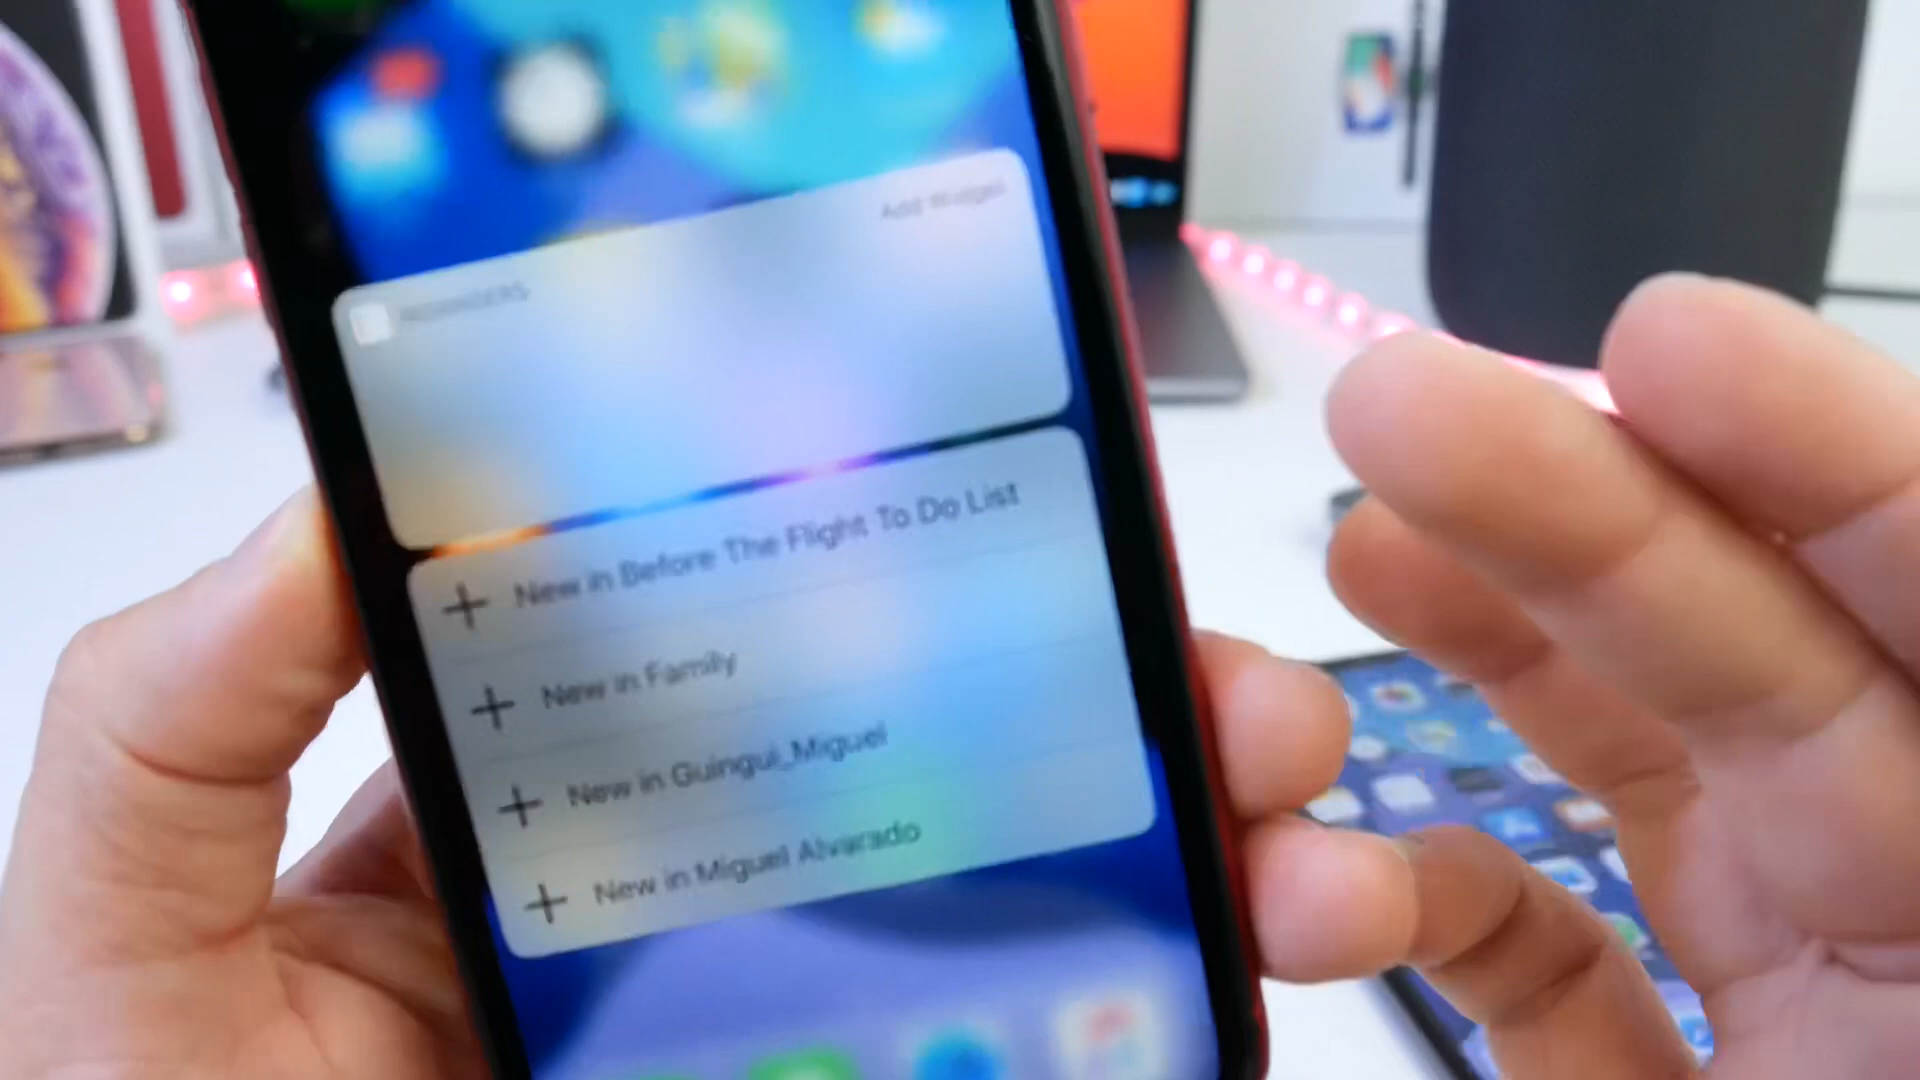 Add Widget
REMINDERS
New in Before The Flight To Do List
New in Family
New in Guingui_Miguel
New in Miguel Alvarado